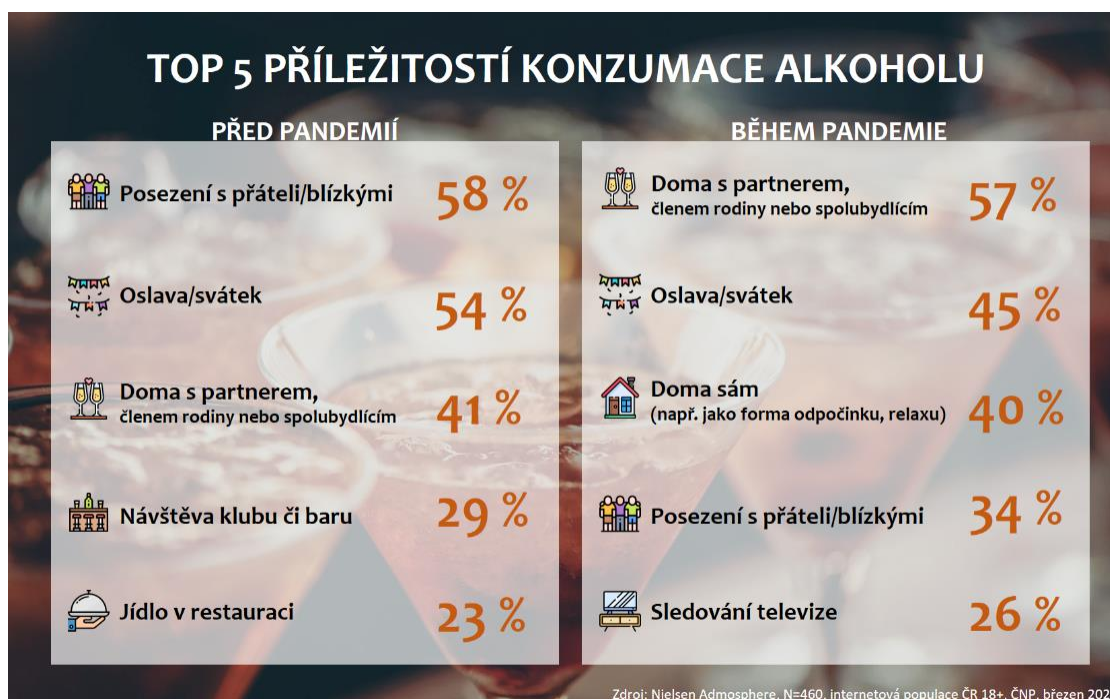 TOP 5 PŘÍLEŽITOSTÍ KONZUMACE ALKOHOLU
PŘED PANDEMIÍ
Posezení s přáteli/blízkými 58 %
Oslava/svátek 54 %
Doma s partnerem,
členem rodiny nebo spolubydlícím 41 %
Návštěva klubu či baru 29 %
Jídlo v restauraci 23 %
BĚHEM PANDEMIE
Doma s partnerem,
členem rodiny nebo spolubydlícím 57 %
Oslava/svátek 45 %
Doma sám
(např. jako forma odpočinku, relaxu) 40 %
Posezení s přáteli/blízkými 34 %
Sledování televize 26 %
Zdroj: Nielsen Admosphere, N=460, internetová populace ČR 18+, ČNP, březen